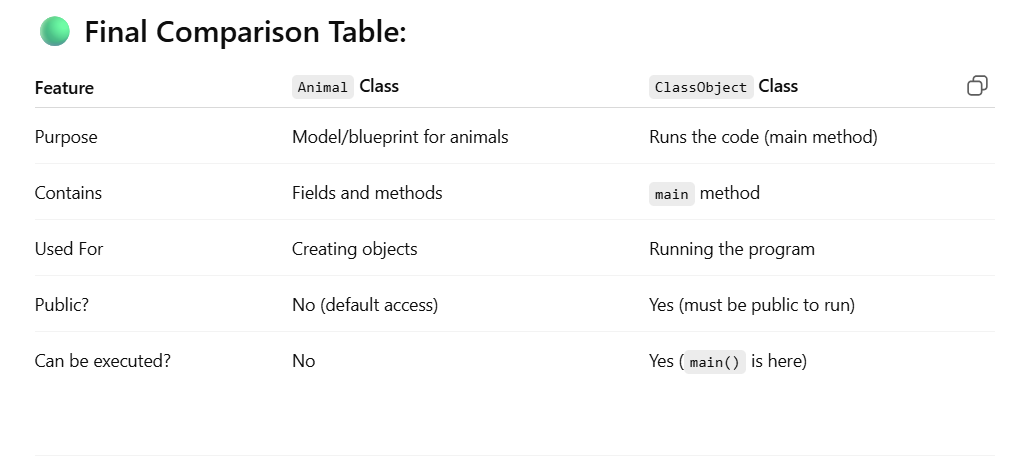 Final Comparison Table:
Feature Animal Class ClassObject Class
Purpose Model/blueprint for animals Runs the code (main method)
Contains Fields and methods main method
Used For Creating objects Running the program
Public? No (default access) Yes (must be public to run)
Can be executed? No Yes (main() is here)